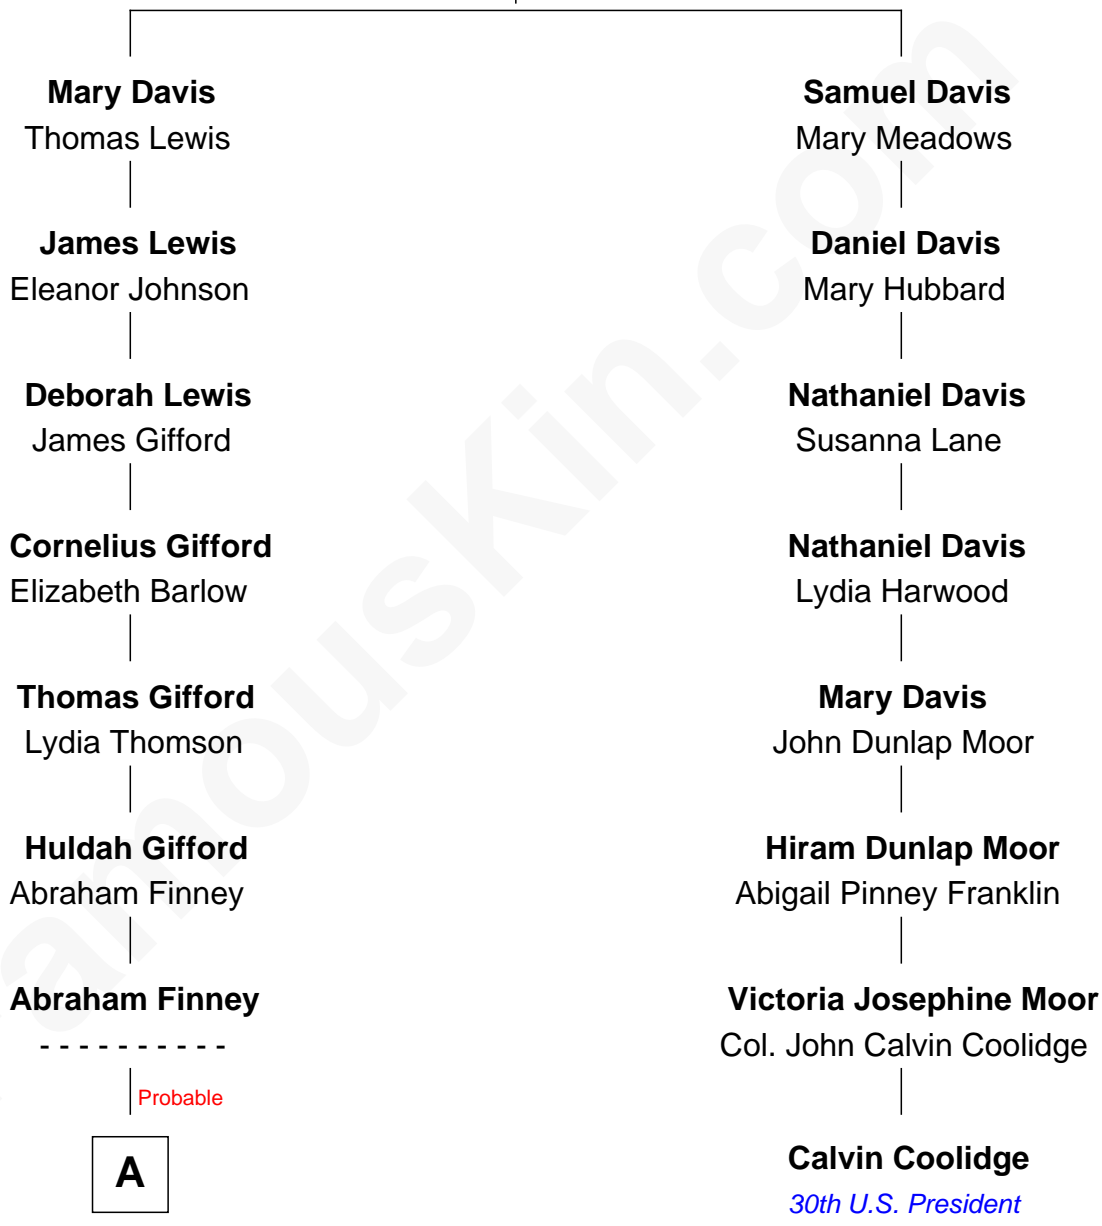 Mary Davis
Thomas Lewis
Samuel Davis
Mary Meadows
James Lewis
Eleanor Johnson
Daniel Davis
Mary Hubbard
Deborah Lewis
James Gifford
Nathaniel Davis
Susanna Lane
Cornelius Gifford
Elizabeth Barlow
Nathaniel Davis
Lydia Harwood
Thomas Gifford
Lydia Thomson
Mary Davis
John Dunlap Moor
Huldah Gifford
Abraham Finney
Hiram Dunlap Moor
Abigail Pinney Franklin
Abraham Finney
- - - - - - - - - -
Victoria Josephine Moor
Col. John Calvin Coolidge
Probable
A
Calvin Coolidge
30th U.S. President
amouskin.com